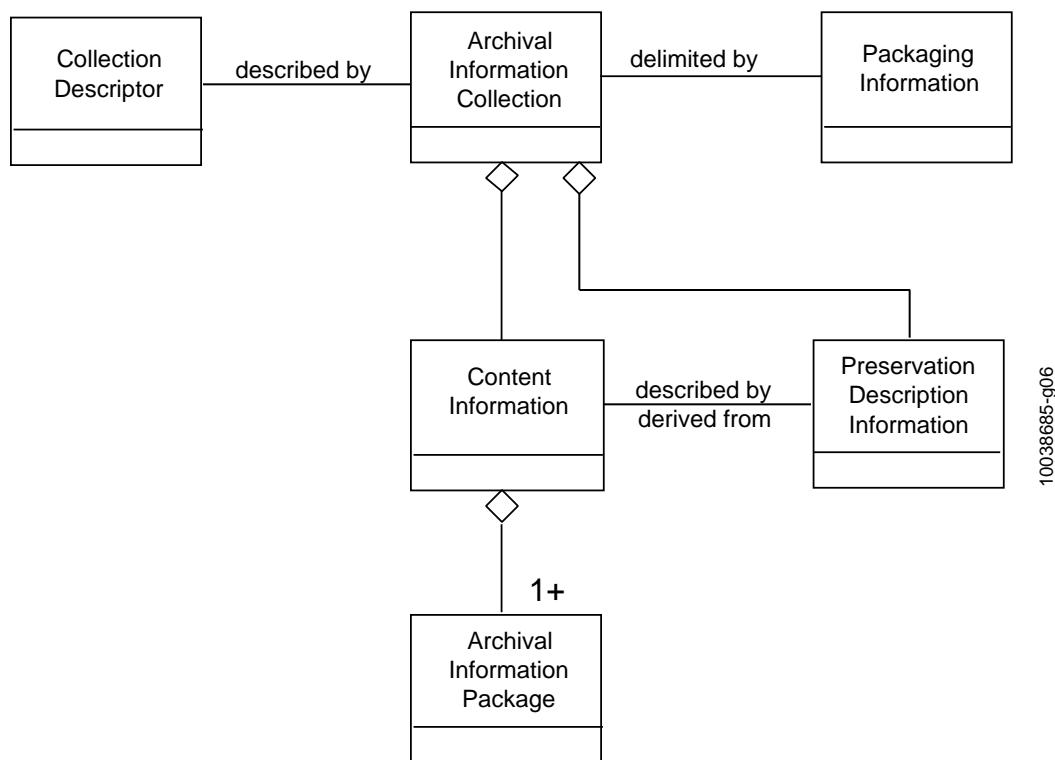 Collection
Descriptor
described by
Archival
Information
Collection
delimited by
Packaging
Information
Content
Information
described by
derived from
Preservation
Description
Information
10038685-g06
1+
Archival
Information
Package